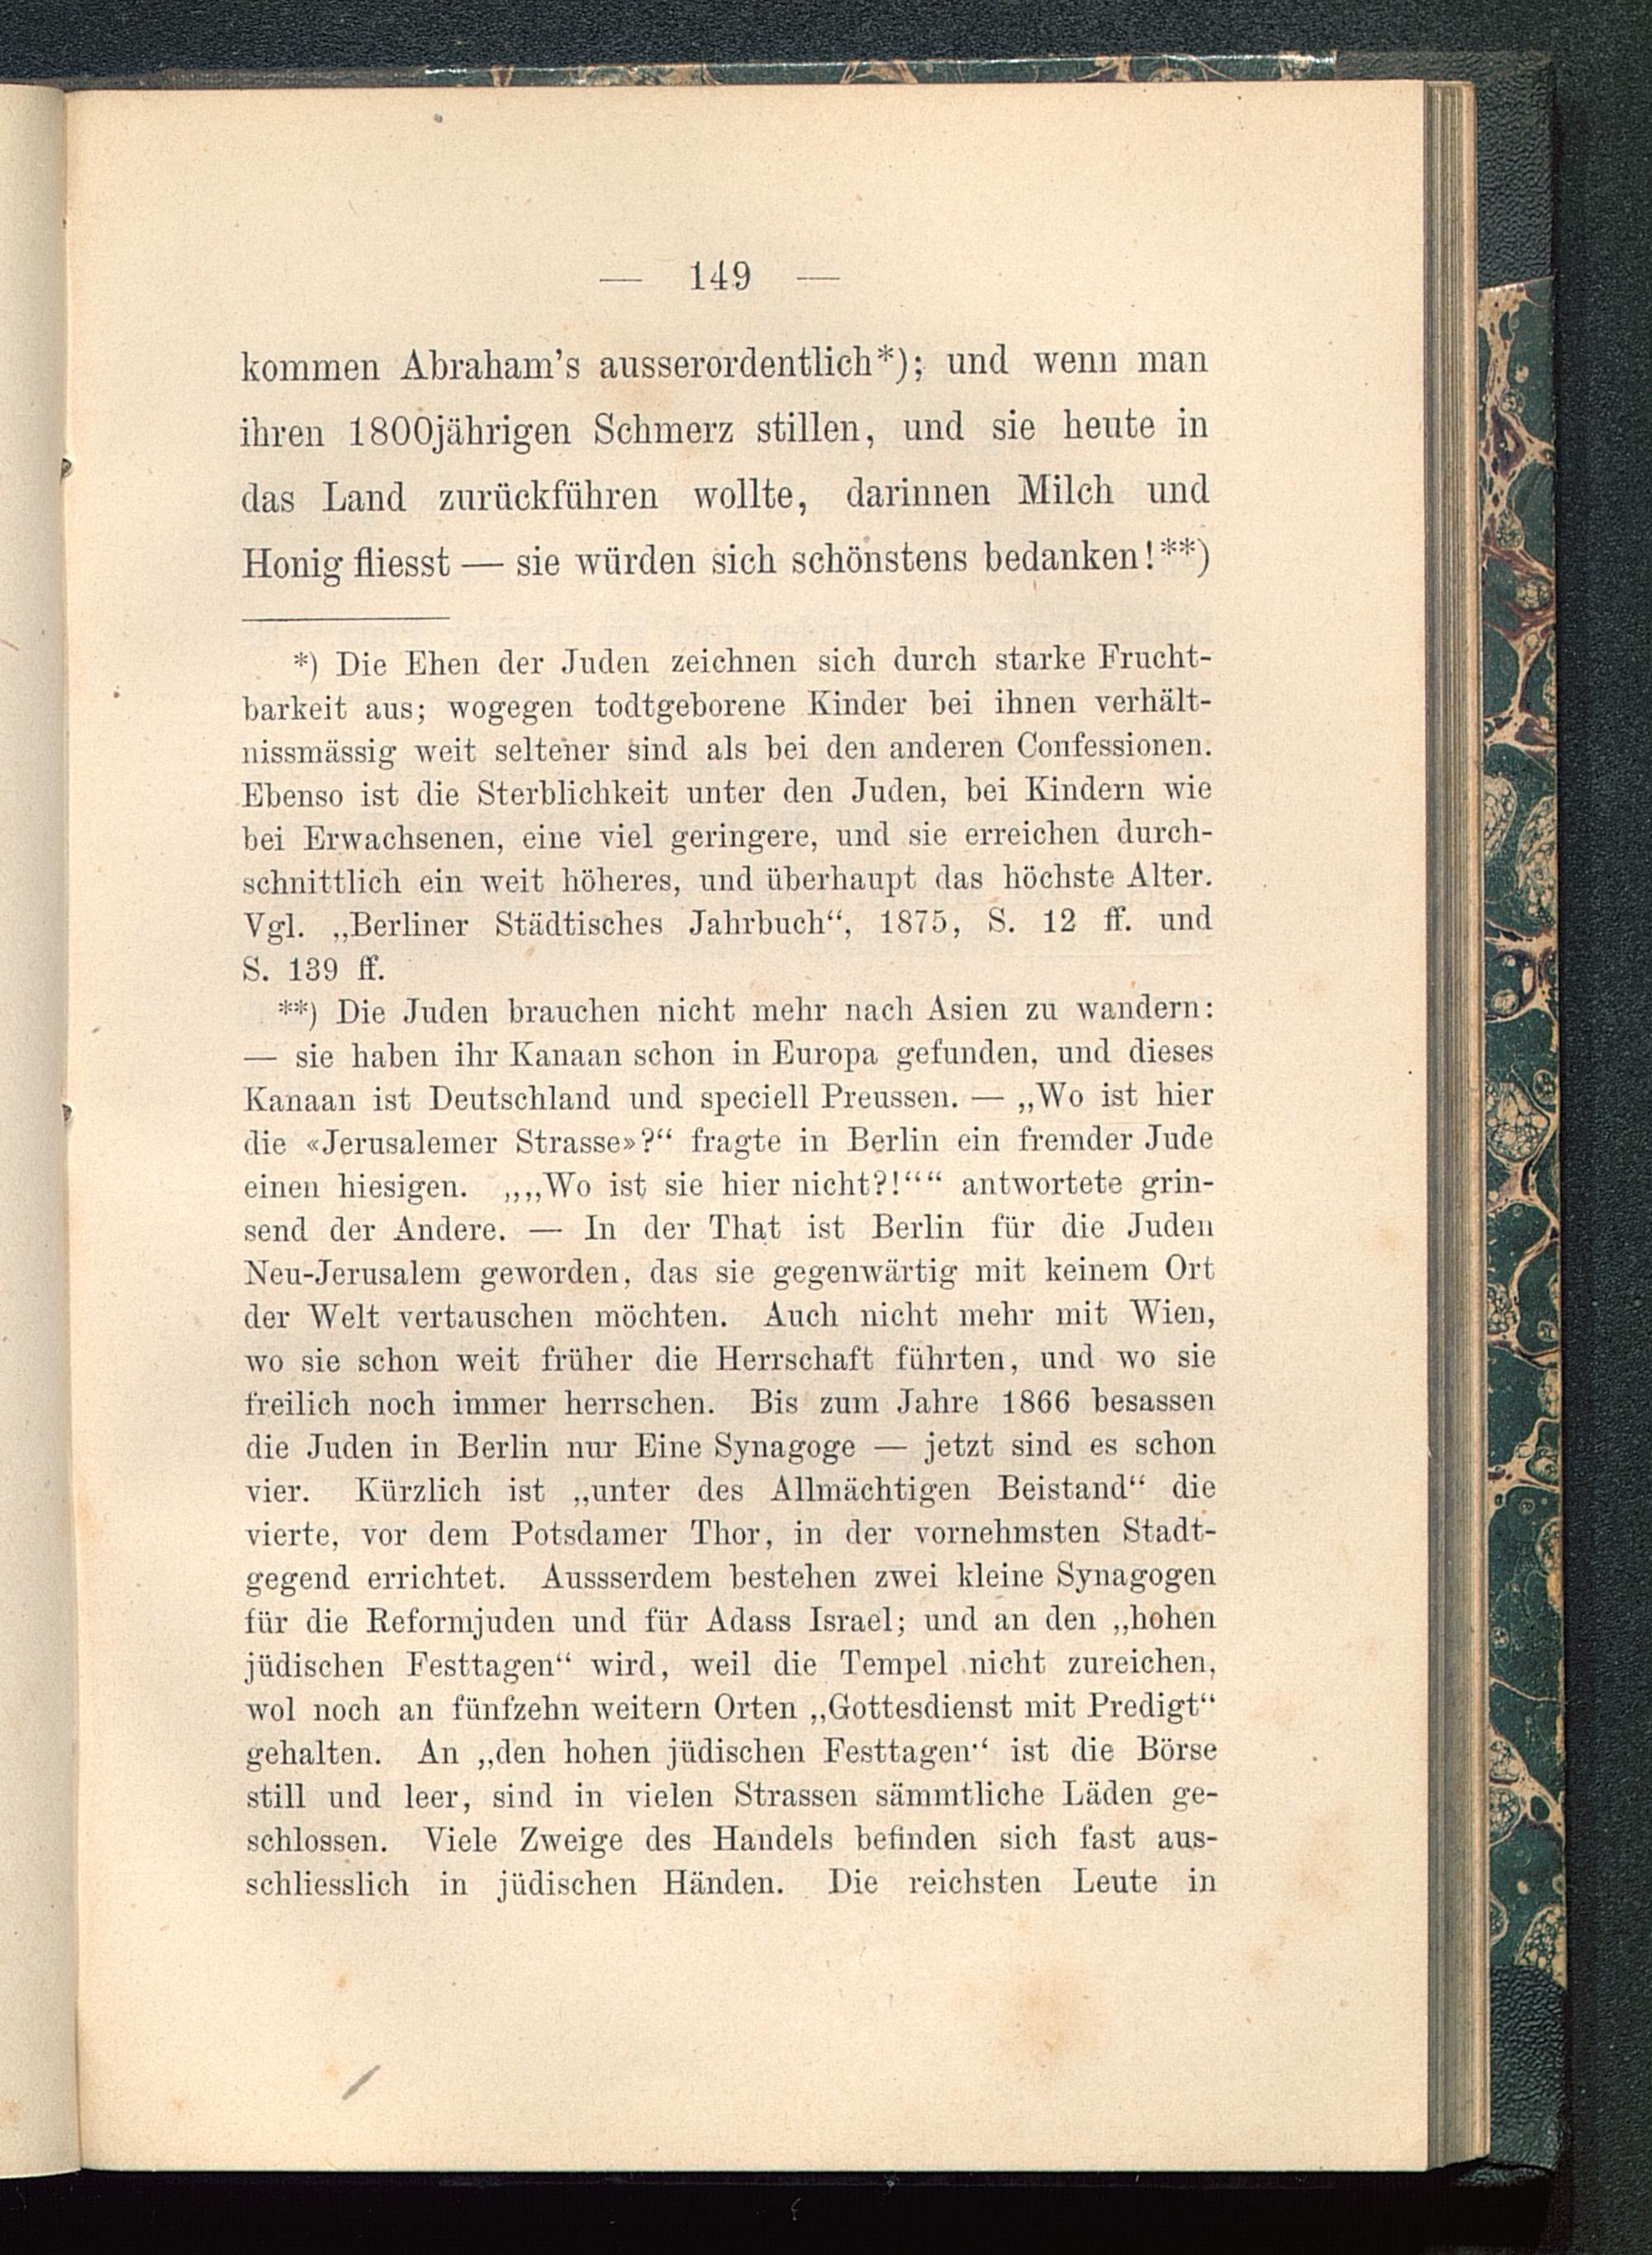 — 149 —
kommen Abraham's ausserordentlich*); und wenn man
ihren 1800jährigen Schmerz stillen, und sie heute in
das Land zurückführen wollte, darinnen Milch und
Honig fliesst — sie würden sich schönstens bedanken!**)
*) Die Ehen der Juden zeichnen sich durch starke Frucht-
barkeit aus; wogegen todtgeborene Kinder bei ihnen verhält-
nissmässig weit seltener sind als bei den anderen Confessionen.
Ebenso ist die Sterblichkeit unter den Juden, bei Kindern wie
bei Erwachsenen, eine viel geringere, und sie erreichen durch-
schnittlich ein weit höheres, und überhaupt das höchste Alter.
Vgl. „Berliner Städtisches Jahrbuch“, 1875, S. 12 ff. und
S. 139 ff.
**) Die Juden brauchen nicht mehr nach Asien zu wandern:
— sie haben ihr Kanaan schon in Europa gefunden, und dieses
Kanaan ist Deutschland und speciell Preussen. — „Wo ist hier
die «Jerusalemer Strasse»?“ fragte in Berlin ein fremder Jude
einen hiesigen. „„Wo ist sie hier nicht?!““ antwortete grin-
send der Andere. — In der That ist Berlin für die Juden
Neu-Jerusalem geworden, das sie gegenwärtig mit keinem Ort
der Welt vertauschen möchten. Auch nicht mehr mit Wien,
wo sie schon weit früher die Herrschaft führten, und wo sie
freilich noch immer herrschen. Bis zum Jahre 1866 besassen
die Juden in Berlin nur Eine Synagoge — jetzt sind es schon
vier. Kürzlich ist „unter des Allmächtigen Beistand“ die
vierte, vor dem Potsdamer Thor, in der vornehmsten Stadt-
gegend errichtet. Aussserdem bestehen zwei kleine Synagogen
für die Reformjuden und für Adass Israel; und an den „hohen
jüdischen Festtagen“ wird, weil die Tempel nicht zureichen,
wol noch an fünfzehn weitern Orten „Gottesdienst mit Predigt“
gehalten. An „den hohen jüdischen Festtagen“ ist die Börse
still und leer, sind in vielen Strassen sämmtliche Läden ge-
schlossen. Viele Zweige des Handels befinden sich fast aus-
schliesslich in jüdischen Händen. Die reichsten Leute in